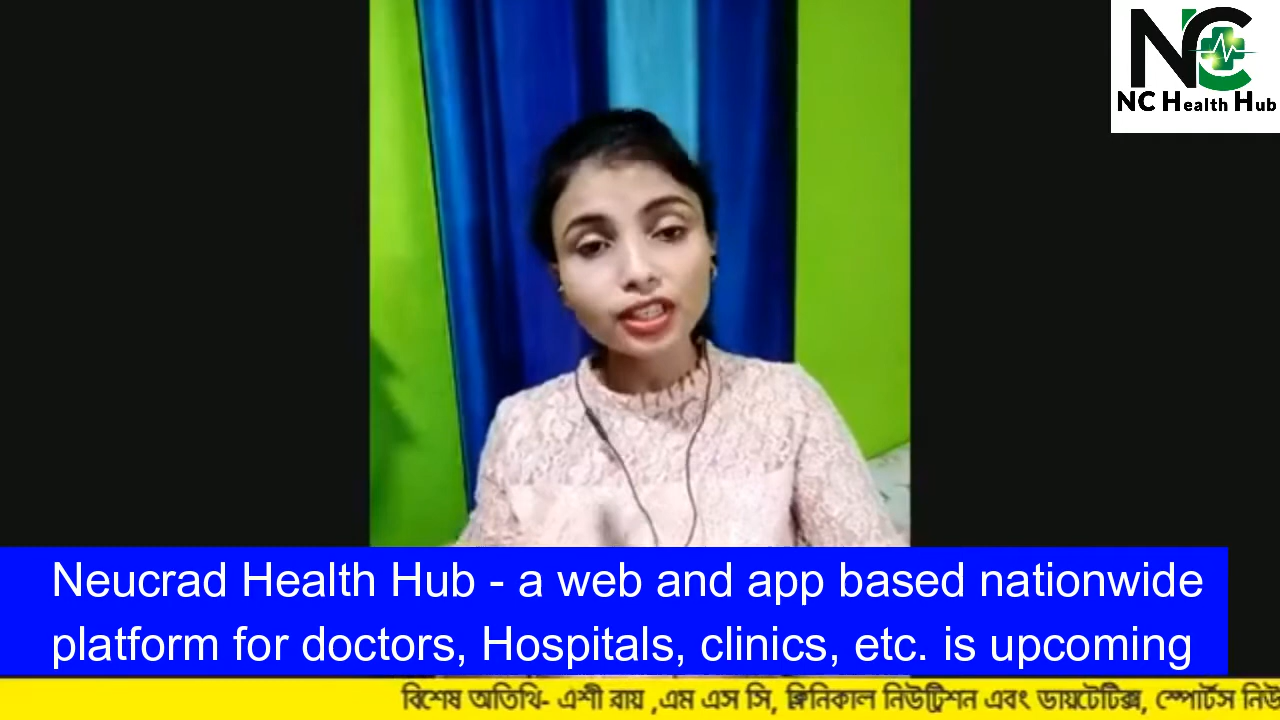 NC
NC Health Hub
Neucrad Health Hub - a web and app based nationwide
platform for doctors, Hospitals, clinics, etc. is upcoming
বিশেষ অতিথি- এশী রায় ,এম এস সি, ক্লিনিকাল নিউট্রিশন এবং ডায়টেটিক্স, স্পোর্টস